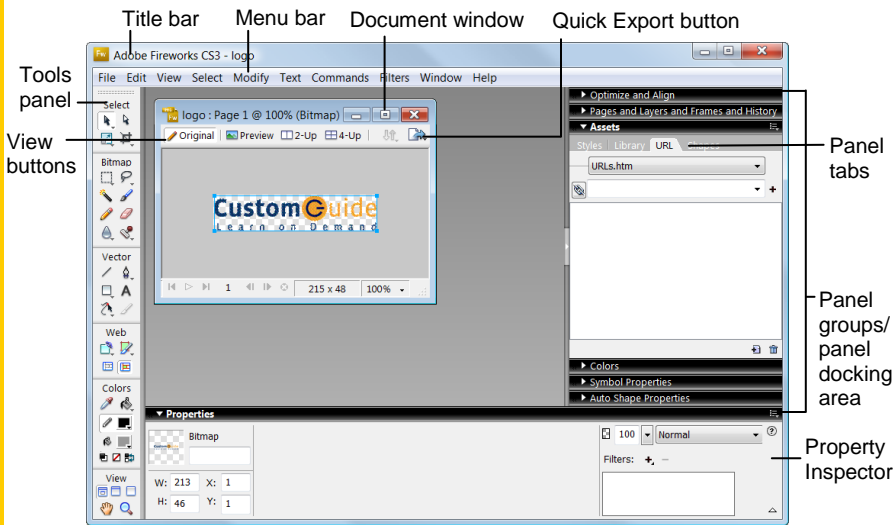 Title bar
Menu bar
Document window
Quick Export button
Adobe Fireworks CS3 - logo
File Edit View Select Modify Text Commands Filters Window Help
Tools panel
View buttons
Select
Bitmap
Vector
Web
Colors
View
logo : Page 1 @ 100% (Bitmap)
Original Preview 2-Up 4-Up
CustomGuide
Learn on Demand
1 215 x 48 100%
Optimize and Align
Pages and Layers and Frames and History
Assets
Styles Library URL Shapes
URLs.htm
Colors
Symbol Properties
Auto Shape Properties
Panel tabs
Panel groups/
panel
docking
area
Properties
Bitmap
W: 213 X: 1
H: 46 Y: 1
100 Normal
Filters:
Property
Inspector